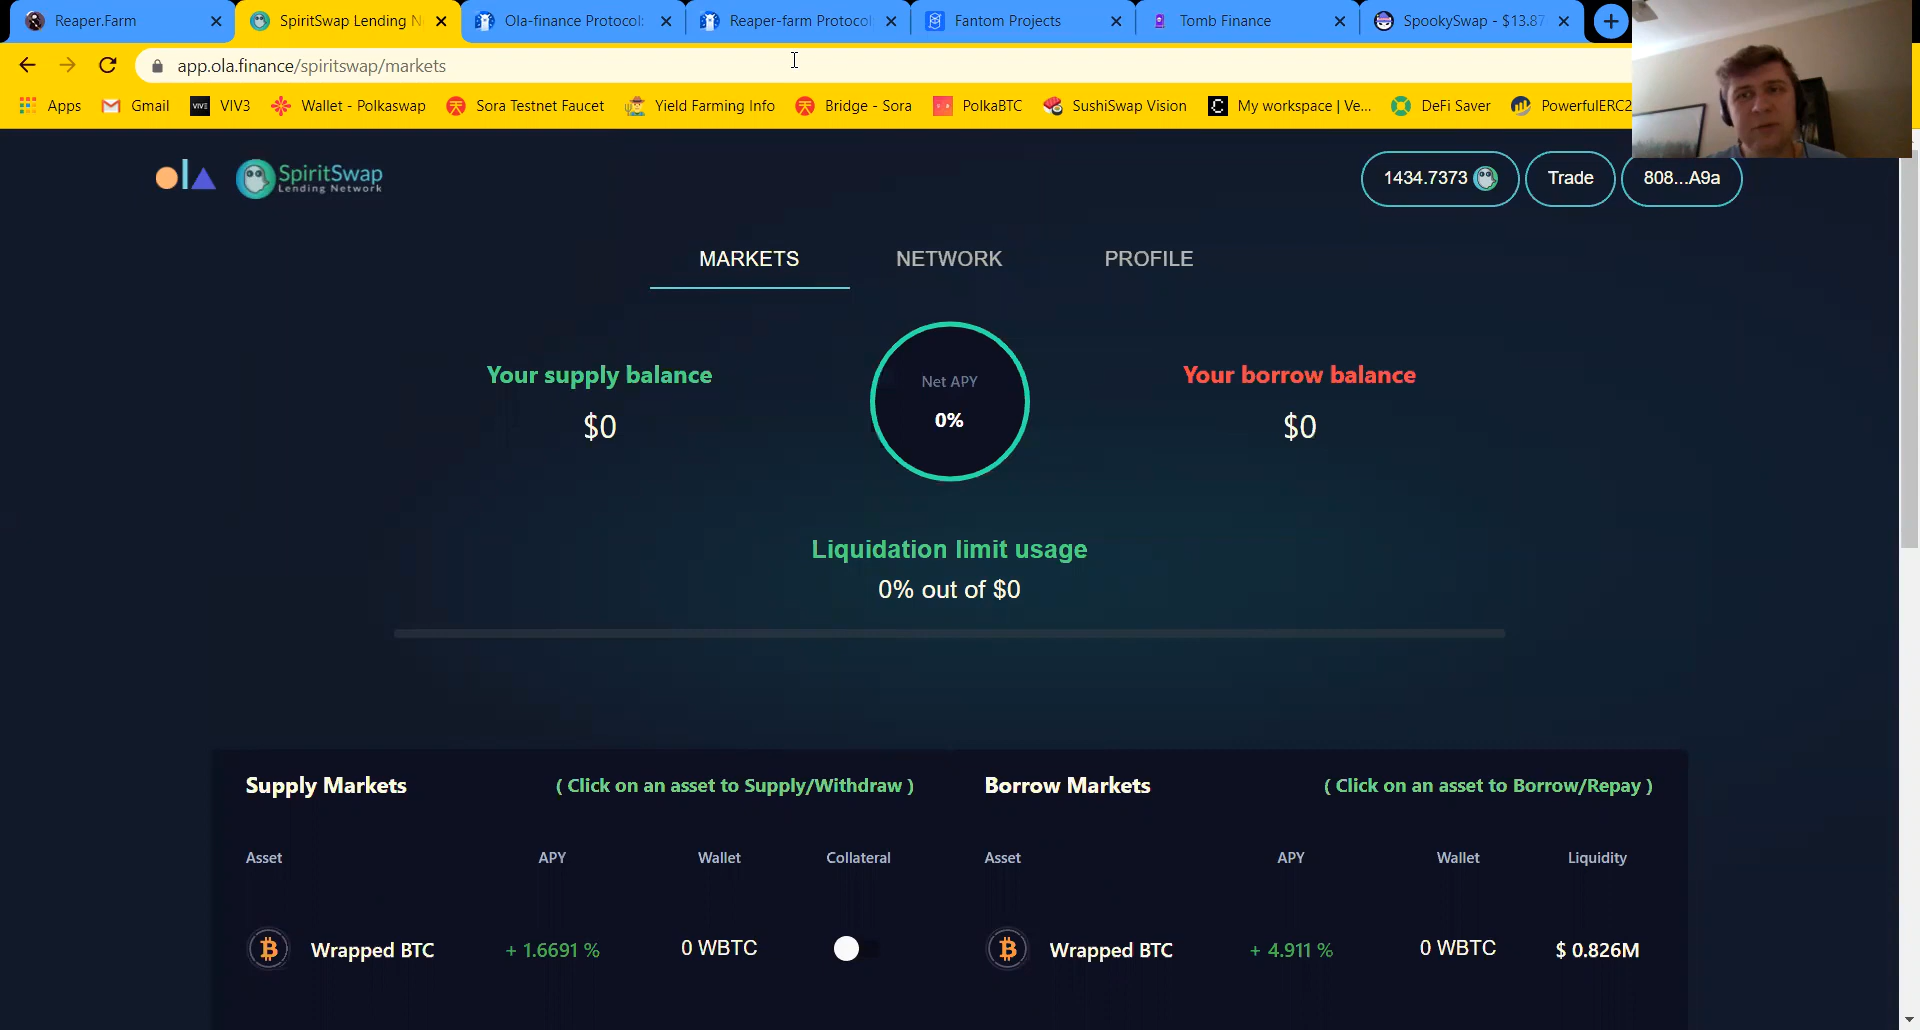 Reaper.Farm
SpiritSwap Lending N
Ola-finance Protocol:
Reaper-farm Protocol
Fantom Projects
Tomb Finance
SpookySwap - $13.87
app.ola.finance/spiritswap/markets
Apps
Gmail
VIVE
VIV3
Wallet - Polkaswap
Sora Testnet Faucet
Yield Farming Info
Bridge - Sora
PolkaBTC
SushiSwap Vision
My workspace | Ve...
DeFi Saver
PowerfulERC2
ola
SpiritSwap
Lending Network
1434.7373
Trade
808...A9a
MARKETS
NETWORK
PROFILE
Your supply balance
$0
Net APY
0%
Your borrow balance
$0
Liquidation limit usage
0% out of $0
Supply Markets
( Click on an asset to Supply/Withdraw )
Asset
APY
Wallet
Collateral
Wrapped BTC
+ 1.6691 %
0 WBTC
Borrow Markets
( Click on an asset to Borrow/Repay )
Asset
APY
Wallet
Liquidity
Wrapped BTC
+ 4.911 %
0 WBTC
$ 0.826M